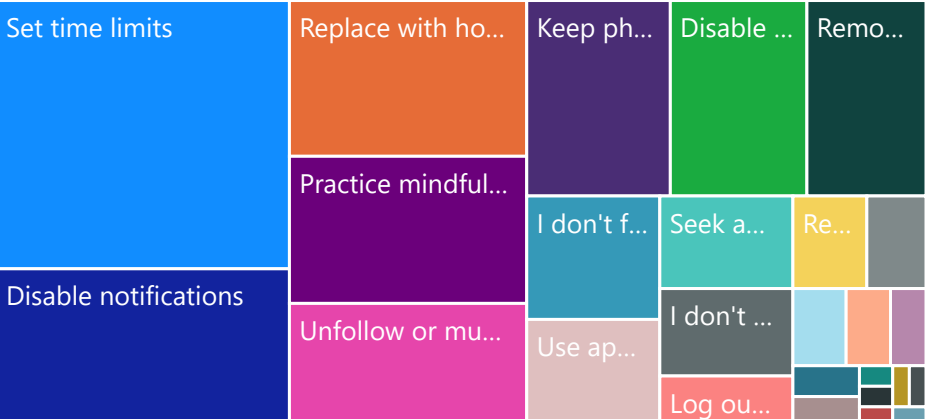 Set time limits
Disable notifications
Replace with ho...
Practice mindful...
Unfollow or mu...
Keep ph...
Disable ...
Remo...
I don't f...
Use ap...
Seek a...
I don't ...
Log ou...
Re...